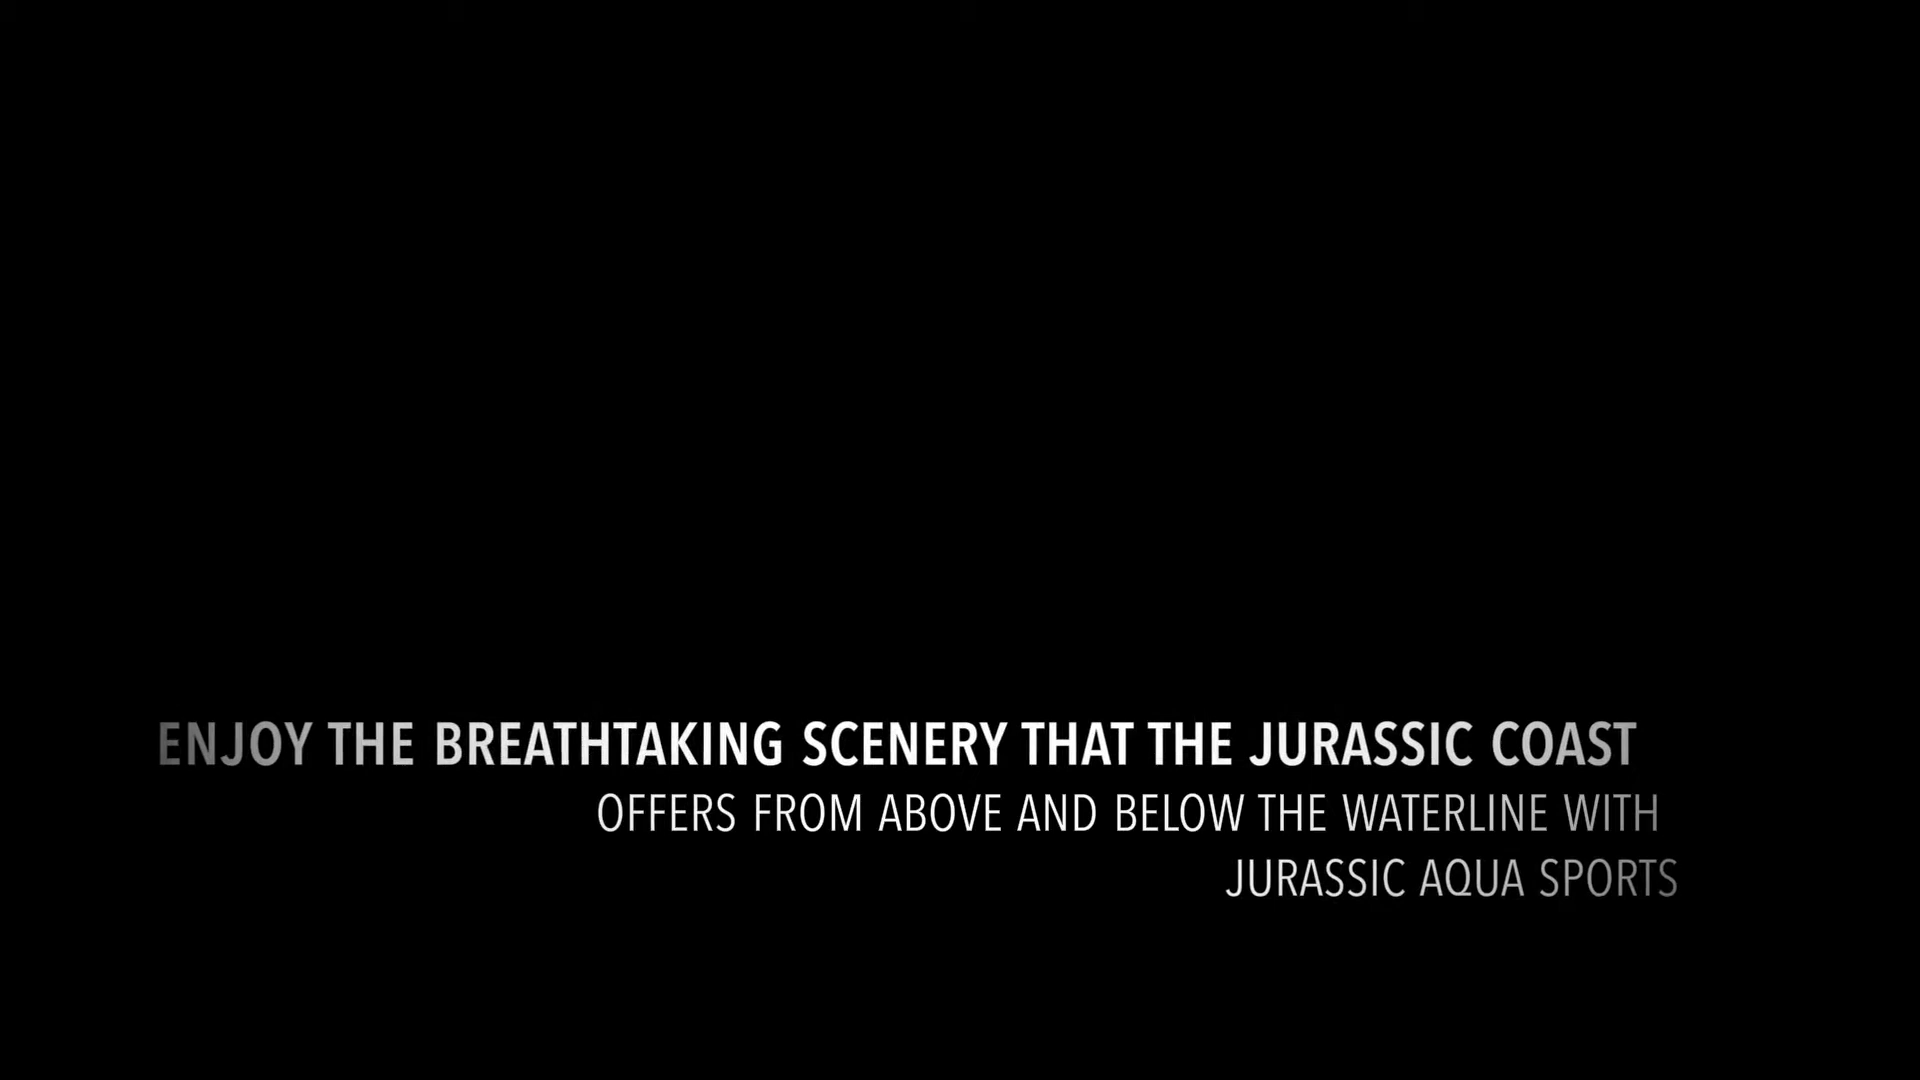 ENJOY THE BREATHTAKING SCENERY THAT THE JURASSIC COAST
OFFERS FROM ABOVE AND BELOW THE WATERLINE WITH
JURASSIC AQUA SPORTS